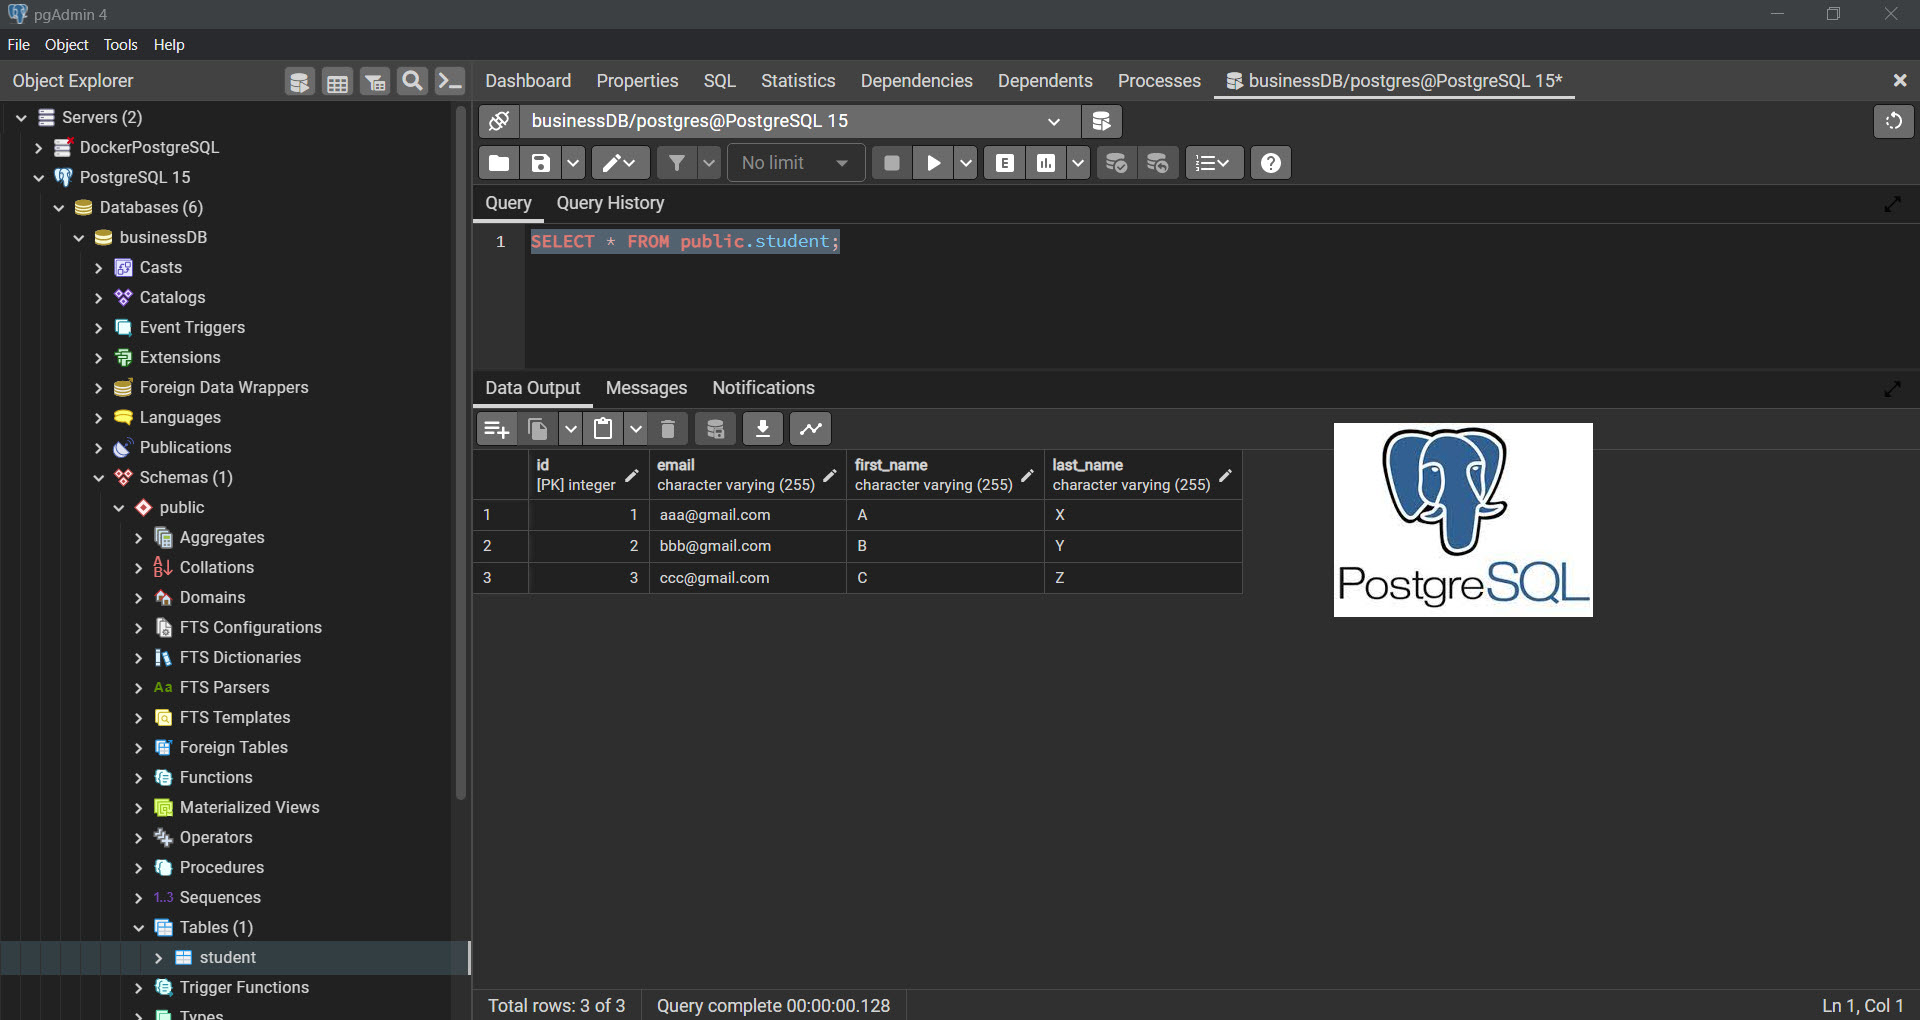 pgAdmin 4
File Object Tools Help
Object Explorer
Dashboard Properties SQL Statistics Dependencies Dependents Processes businessDB/postgres@PostgreSQL 15*
Servers (2)
DockerPostgreSQL
PostgreSQL 15
Databases (6)
businessDB
Casts
Catalogs
Event Triggers
Extensions
Foreign Data Wrappers
Languages
Publications
Schemas (1)
public
Aggregates
Collations
Domains
FTS Configurations
FTS Dictionaries
Aa FTS Parsers
FTS Templates
Foreign Tables
Functions
Materialized Views
Operators
Procedures
1..3 Sequences
Tables (1)
student
Trigger Functions
Types
businessDB/postgres@PostgreSQL 15
No limit
E
Query Query History
1 SELECT * FROM public.student;
Data Output Messages Notifications
id email first_name last_name
[PK] integer character varying (255) character varying (255) character varying (255)
1 1 aaa@gmail.com A X
2 2 bbb@gmail.com B Y
3 3 ccc@gmail.com C Z
PostgreSQL
Total rows: 3 of 3 Query complete 00:00:00.128 Ln 1, Col 1